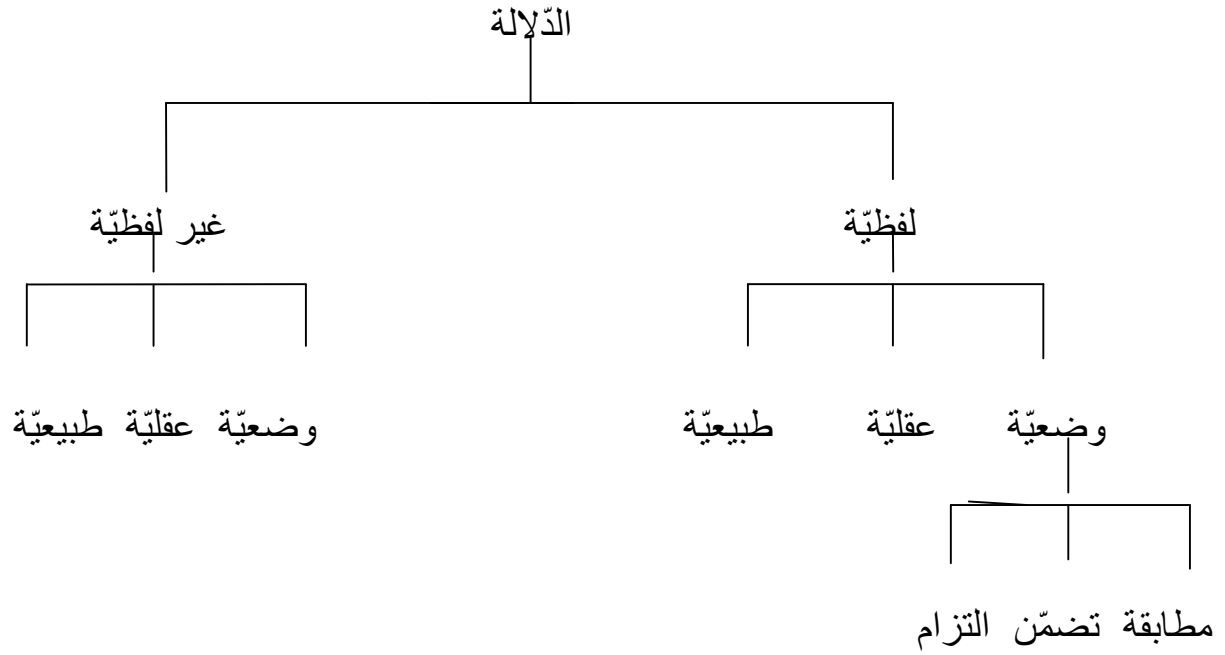 الدّلالة
لفظيّة غير لفظيّة
وضعيّة عقليّة طبيعيّة وضعيّة عقليّة طبيعيّة
مطابقة تضمّن التزام